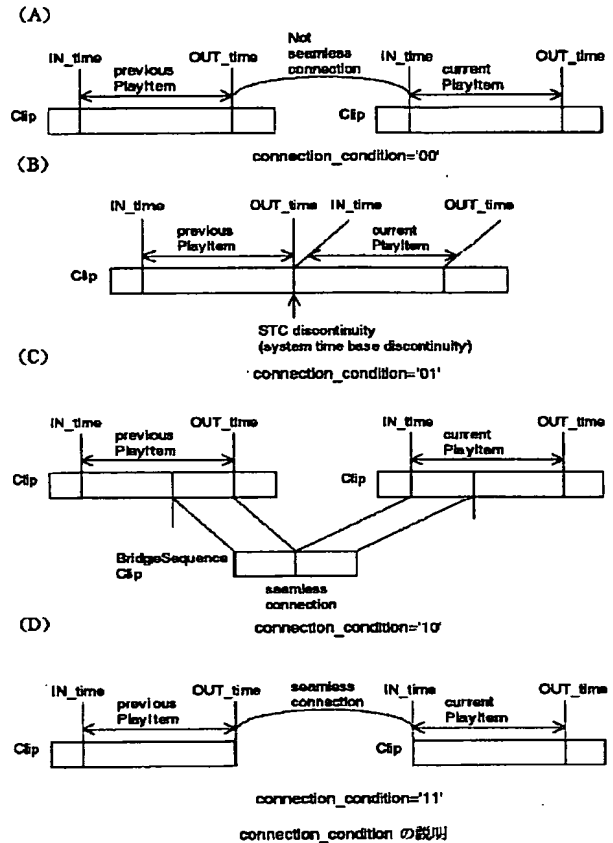 (A)
Not
seamless
connection
IN_time
OUT_time
IN_time
OUT_time
previous
PlayItem
current
PlayItem
Clip
Clip
connection_condition='00'
(B)
IN_time
OUT_time
IN_time
OUT_time
previous
PlayItem
current
PlayItem
Clip
STC discontinuity
(system time base discontinuity)
connection_condition='01'
(C)
IN_time
OUT_time
IN_time
OUT_time
previous
PlayItem
current
PlayItem
Clip
Clip
BridgeSequence
Clip
seamless
connection
connection_condition='10'
(D)
IN_time
OUT_time
seamless
connection
IN_time
OUT_time
previous
PlayItem
current
PlayItem
Clip
Clip
connection_condition='11'
connection_condition の説明